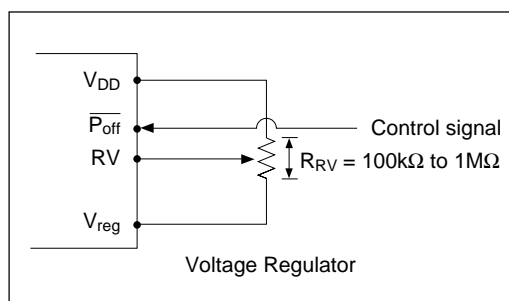 VDD
Poff
Control signal
RV
RRV = 100kΩ to 1MΩ
Vreg
Voltage Regulator